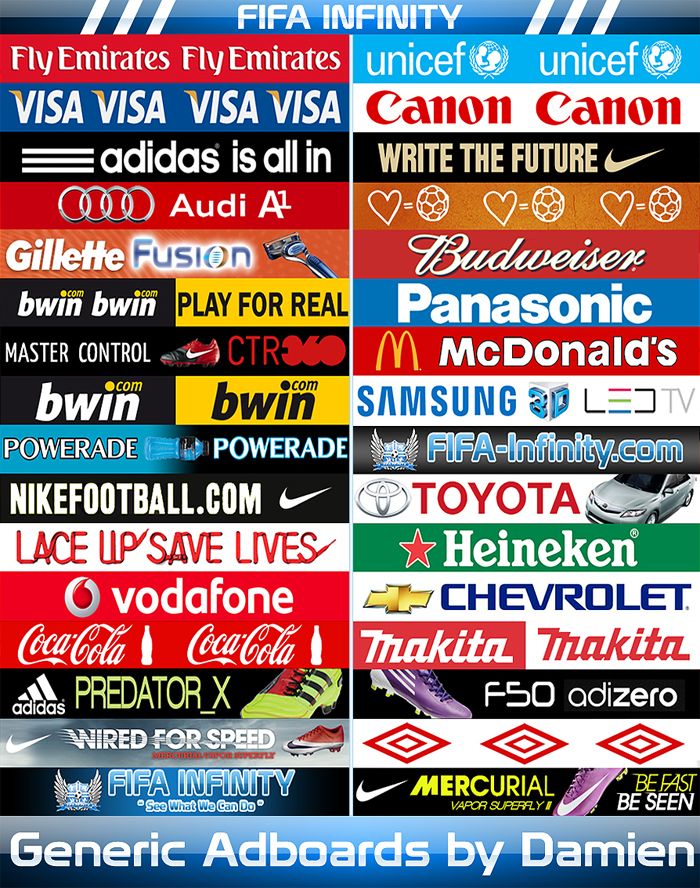 FIFA INFINITY
Fly Emirates Fly Emirates
unicef unicef
VISA VISA VISA VISA
Canon Canon
adidas® is all in
WRITE THE FUTURE
Audi A1
= = =
Gillette Fusion
Budweiser®
bwin.com bwin.com PLAY FOR REAL
Panasonic
MASTER CONTROL CTR360
McDonald's
bwin.com bwin.com
SAMSUNG 3D LED TV
POWERADE POWERADE
FIFA-Infinity.com
NIKEFOOTBALL.COM
TOYOTA
LACE UP SAVE LIVES
Heineken®
vodafone
CHEVROLET
Coca-Cola Coca-Cola
makita makita
adidas PREDATOR_X
F50 adizero
WIRED FOR SPEED
MERCURIAL VAPOR SUPERFLY
FIFA INFINITY
"See What We Can Do"
MERCURIAL
VAPOR SUPERFLY II
BE FAST
BE SEEN
Generic Adboards by Damien